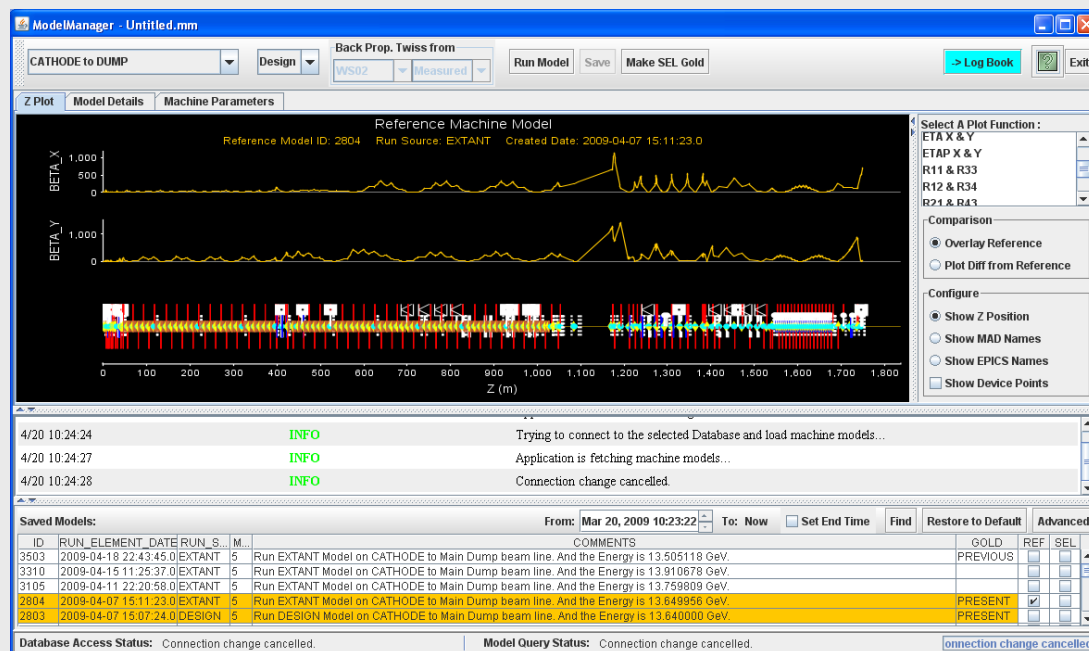 ModelManager - Untitled.mm
CATHODE to DUMP
Design
Back Prop. Twiss from
WS02
Measured
Run Model
Save
Make SEL Gold
-> Log Book
?
Exit
Z Plot
Model Details
Machine Parameters
Reference Machine Model
Reference Model ID: 2804 Run Source: EXTANT Created Date: 2009-04-07 15:11:23.0
BETA_X
1,000
500
0
BETA_Y
1,000
0
0 100 200 300 400 500 600 700 800 900 1,000 1,100 1,200 1,300 1,400 1,500 1,600 1,700 1,800
Z (m)
Select A Plot Function :
ETA X & Y
ETAP X & Y
R11 & R33
R12 & R34
R21 & R43
Comparison
Overlay Reference
Plot Diff from Reference
Configure
Show Z Position
Show MAD Names
Show EPICS Names
Show Device Points
4/20 10:24:24 INFO Trying to connect to the selected Database and load machine models...
4/20 10:24:27 INFO Application is fetching machine models...
4/20 10:24:28 INFO Connection change cancelled.
Saved Models:
From: Mar 20, 2009 10:23:22 To: Now Set End Time Find Restore to Default Advanced
ID RUN_ELEMENT_DATE RUN_S... M... COMMENTS GOLD REF SEL
3503 2009-04-18 22:43:45.0 EXTANT 5 Run EXTANT Model on CATHODE to Main Dump beam line. And the Energy is 13.505118 GeV. PREVIOUS
3310 2009-04-15 11:25:37.0 EXTANT 5 Run EXTANT Model on CATHODE to Main Dump beam line. And the Energy is 13.910678 GeV.
3105 2009-04-11 22:20:58.0 EXTANT 5 Run EXTANT Model on CATHODE to Main Dump beam line. And the Energy is 13.759809 GeV.
2804 2009-04-07 15:11:23.0 EXTANT 5 Run EXTANT Model on CATHODE to Main Dump beam line. And the Energy is 13.649956 GeV. PRESENT
2803 2009-04-07 15:07:24.0 DESIGN 5 Run DESIGN Model on CATHODE to Main Dump beam line. And the Energy is 13.640000 GeV. PRESENT
Database Access Status: Connection change cancelled.
Model Query Status: Connection change cancelled.
onnection change cancelled